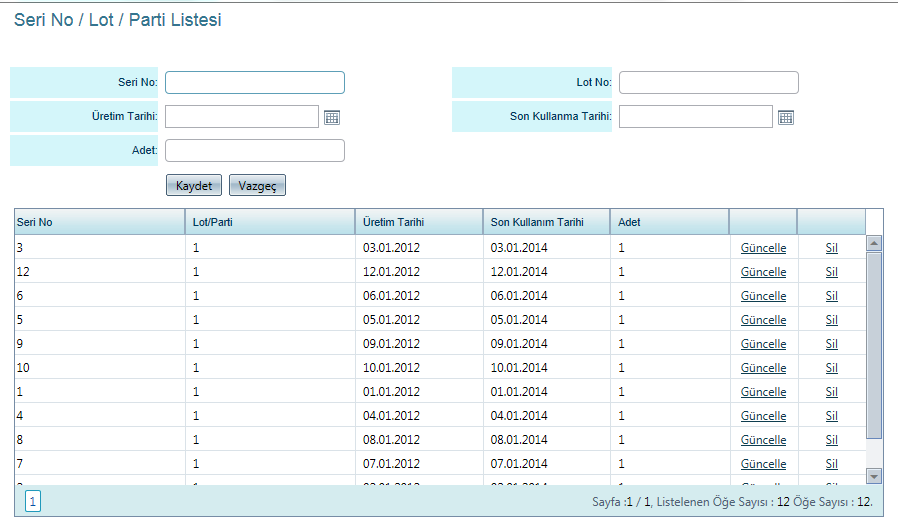 Seri No / Lot / Parti Listesi
Seri No: Lot No:
Üretim Tarihi: Son Kullanma Tarihi:
Adet:
Kaydet Vazgeç
Seri No Lot/Parti Üretim Tarihi Son Kullanım Tarihi Adet
3 1 03.01.2012 03.01.2014 1 Güncelle Sil
12 1 12.01.2012 12.01.2014 1 Güncelle Sil
6 1 06.01.2012 06.01.2014 1 Güncelle Sil
5 1 05.01.2012 05.01.2014 1 Güncelle Sil
9 1 09.01.2012 09.01.2014 1 Güncelle Sil
10 1 10.01.2012 10.01.2014 1 Güncelle Sil
1 1 01.01.2012 01.01.2014 1 Güncelle Sil
4 1 04.01.2012 04.01.2014 1 Güncelle Sil
8 1 08.01.2012 08.01.2014 1 Güncelle Sil
7 1 07.01.2012 07.01.2014 1 Güncelle Sil
1 Sayfa :1 / 1, Listelenen Öğe Sayısı : 12 Öğe Sayısı : 12.